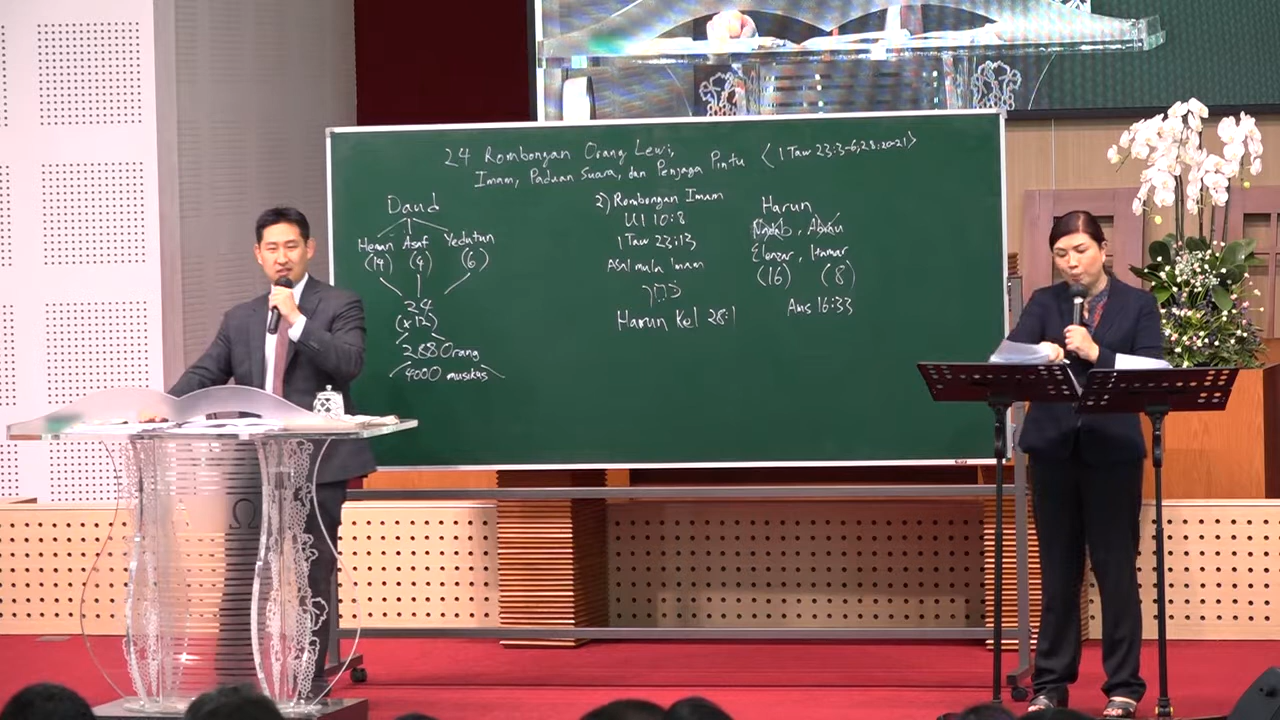 24 Rombongan Orang Lewi,
Imam, Paduan Suara, dan Penjaga Pintu
<1 Taw 23:3-6, 28:20-21>
Daud
Heman Asaf Yedutun
(14) (4) (6)
24
(x12)
288 Orang
4000 musikus
2) Rombongan Imam
Ul 10:8
1 Taw 23:13
Asal mula Imam
כהן
Harun Kel 28:1
Harun
Nadab, Abihu
Eleazar, Itamar
(16) (8)
Ams 16:33
Ω